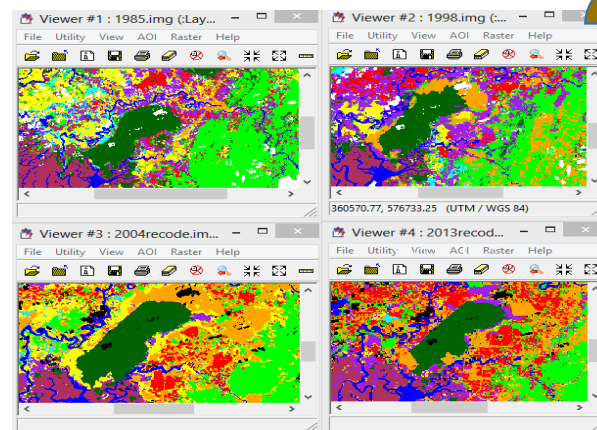 Viewer #1 : 1985.img (:Lay...
File Utility View AOI Raster Help
Viewer #2 : 1998.img (:...
File Utility View AOI Raster Help
360570.77, 576733.25 (UTM / WGS 84)
Viewer #3 : 2004recode.im...
File Utility View AOI Raster Help
Viewer #4 : 2013recod...
File Utility View AOI Raster Help